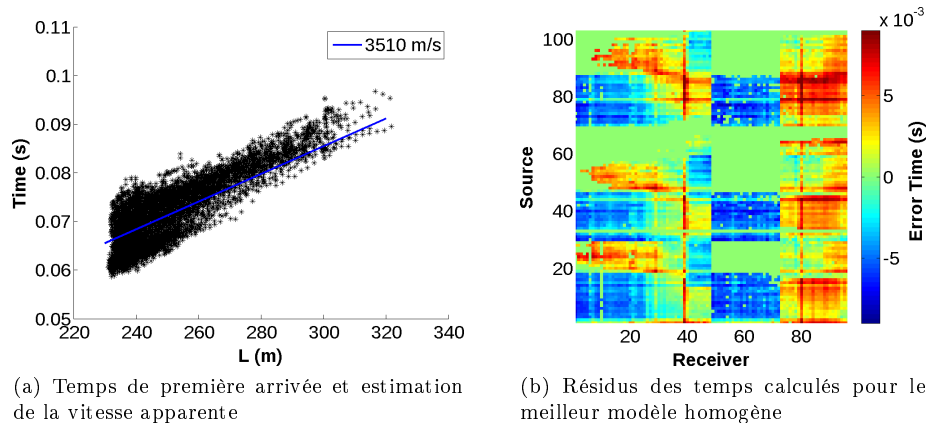 0.11
0.1
0.09
0.08
0.07
0.06
0.05
220
240
260
280
300
320
340
Time (s)
L (m)
3510 m/s
(a) Temps de première arrivée et estimation
de la vitesse apparente
100
80
60
40
20
20
40
60
80
Source
Receiver
x 10⁻³
5
0
-5
Error Time (s)
(b) Résidus des temps calculés pour le
meilleur modèle homogène